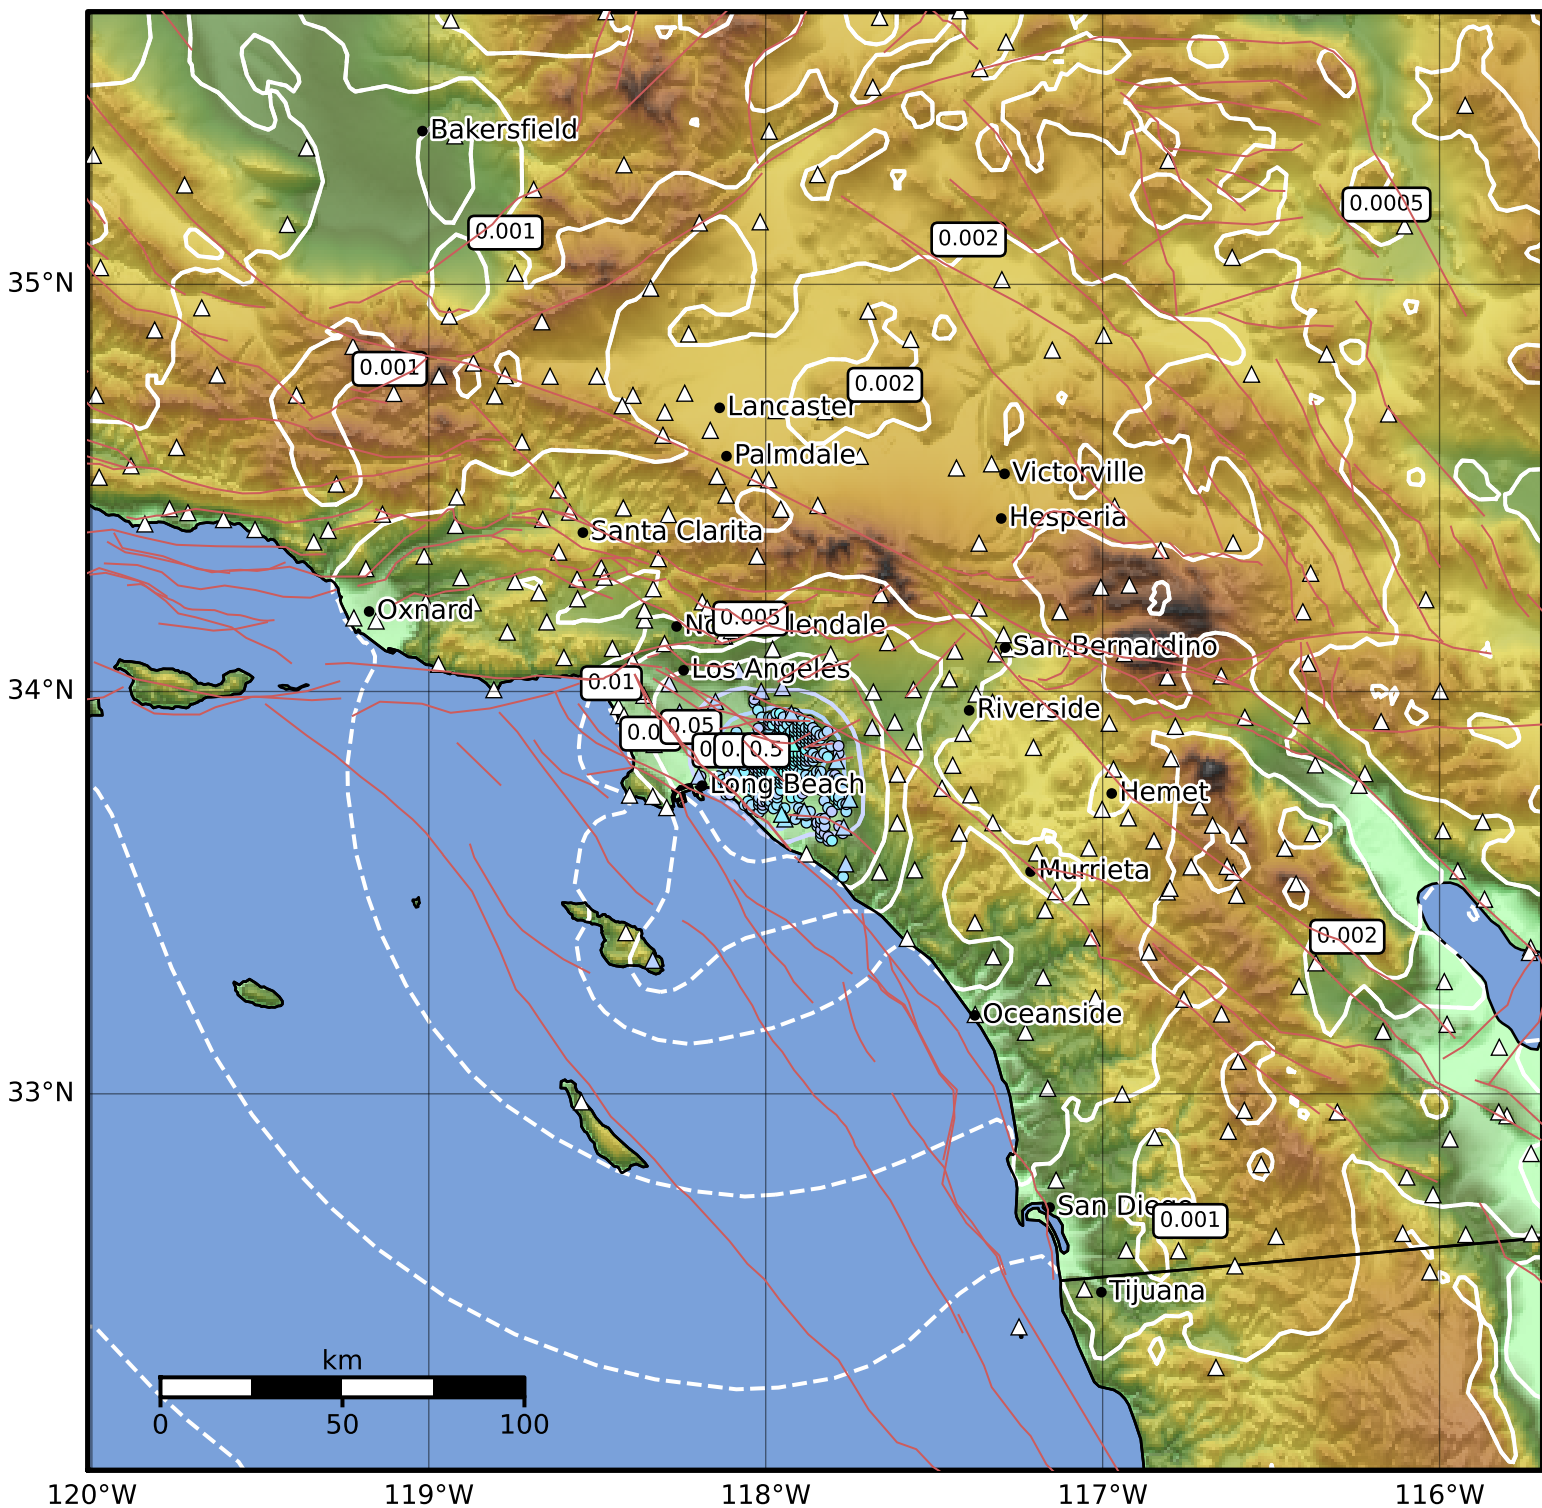 Bakersfield
0.0005
0.001
0.002
35°N
0.001
0.002
Lancaster
Palmdale
Victorville
Hesperia
Santa Clarita
Oxnard
0.005
lendale
San Bernardino
Los Angeles
34°N
0.01
Riverside
0.05
0.5
Long Beach
Hemet
Murrieta
0.002
Oceanside
33°N
San Diego
0.001
Tijuana
km
0 50 100
120°W 119°W 118°W 117°W 116°W